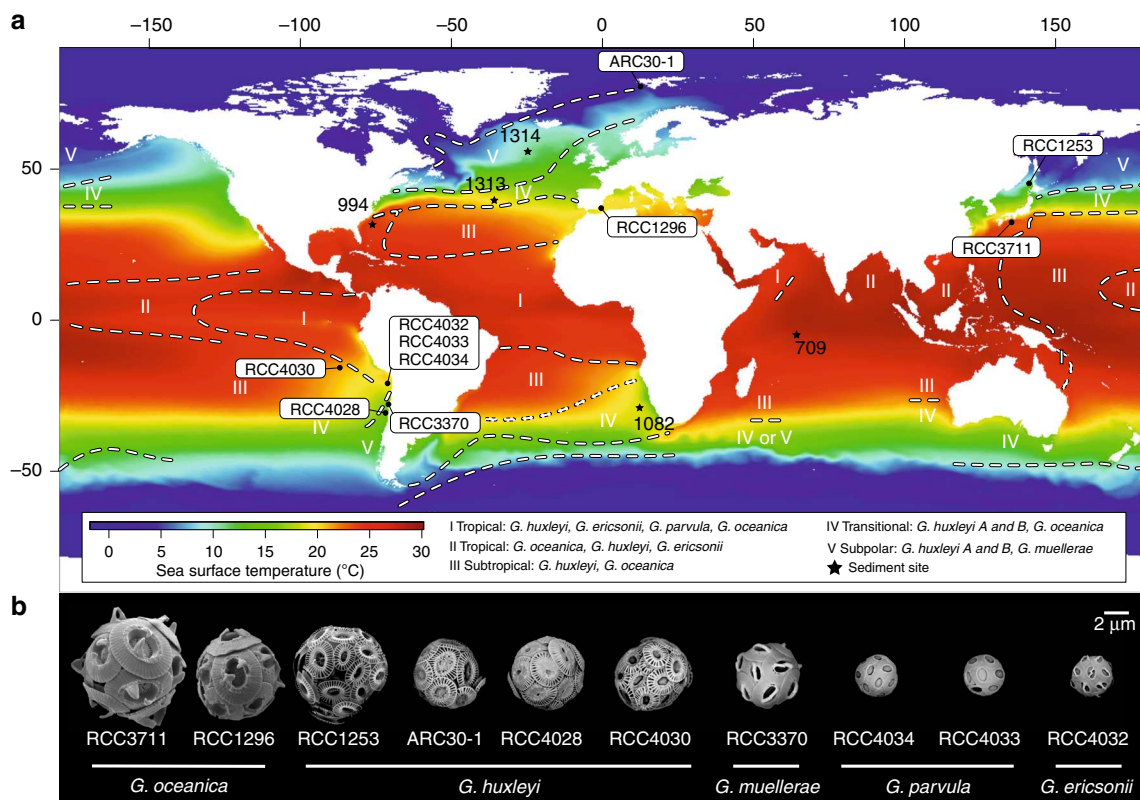 a
−150 −100 −50 0 50 100 150
ARC30-1
1314
RCC1253
V
V
V
50
IV
1313
IV
IV
994
RCC1296
III
RCC3711
I
II
III
II
II
II
I
I
0
RCC4032
RCC4033
RCC4034
709
I
RCC4030
III
III
III
RCC4028
RCC3370
III
IV
IV
1082
IV
IV or V
IV
V
−50
0 5 10 15 20 25 30
Sea surface temperature (°C)
I Tropical: G. huxleyi, G. ericsonii, G. parvula, G. oceanica
II Tropical: G. oceanica, G. huxleyi, G. ericsonii
III Subtropical: G. huxleyi, G. oceanica
IV Transitional: G. huxleyi A and B, G. oceanica
V Subpolar: G. huxleyi A and B, G. muellerae
Sediment site
b
2 μm
RCC3711 RCC1296 RCC1253 ARC30-1 RCC4028 RCC4030 RCC3370 RCC4034 RCC4033 RCC4032
G. oceanica G. huxleyi G. muellerae G. parvula G. ericsonii